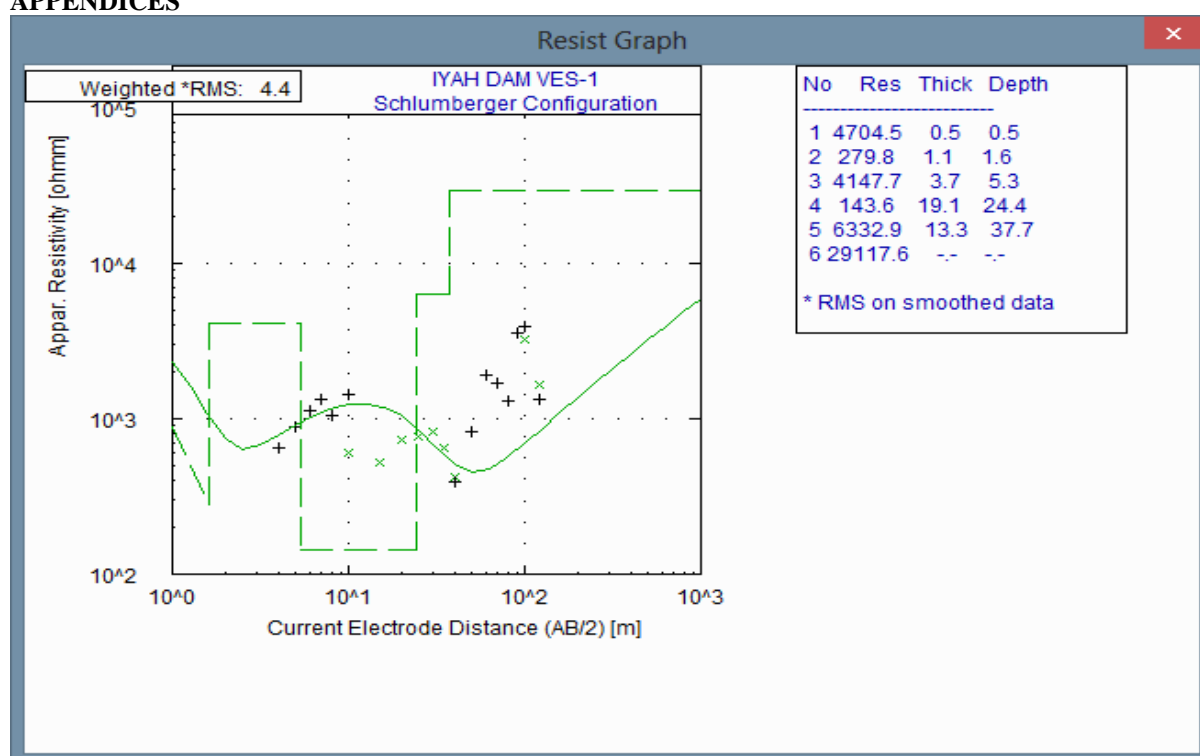 APPENDICES
Resist Graph
Weighted *RMS: 4.4
IYAH DAM VES-1
Schlumberger Configuration
10^5
10^4
10^3
10^2
Appar. Resistivity [ohmm]
10^0 10^1 10^2 10^3
Current Electrode Distance (AB/2) [m]
No Res Thick Depth
---------------------------
1 4704.5 0.5 0.5
2 279.8 1.1 1.6
3 4147.7 3.7 5.3
4 143.6 19.1 24.4
5 6332.9 13.3 37.7
6 29117.6 -.- -.-
* RMS on smoothed data